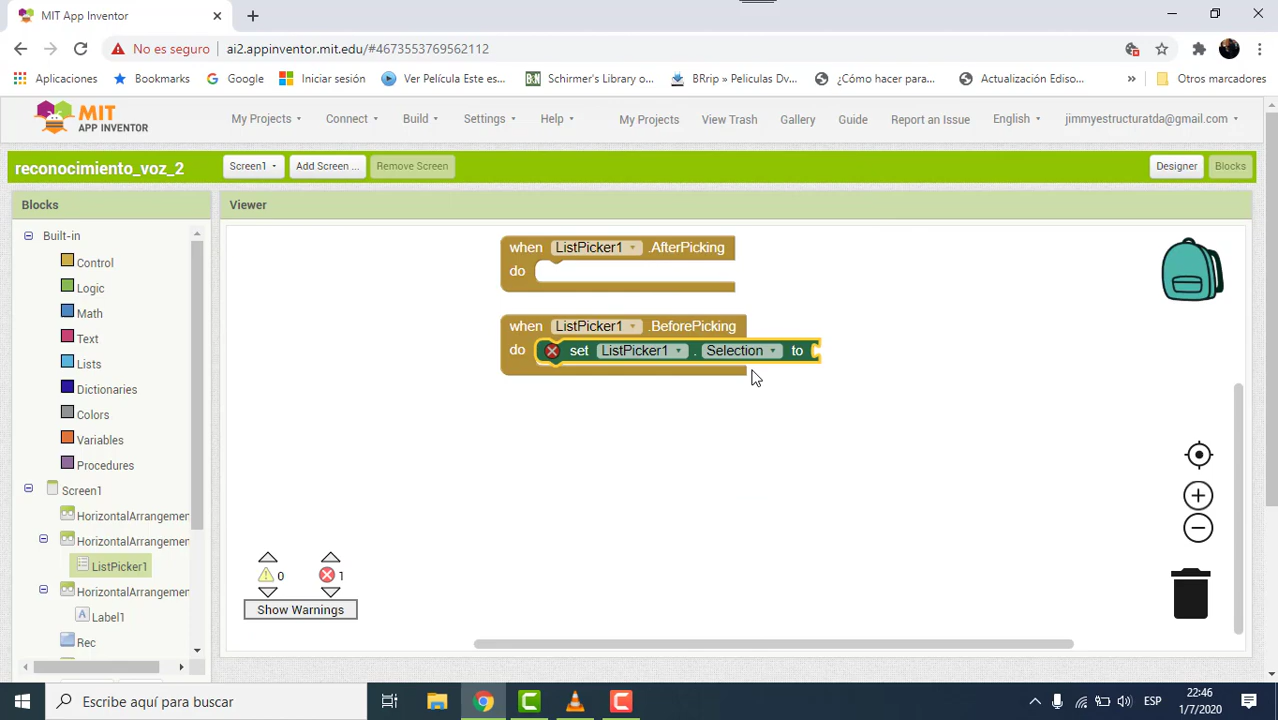 MIT App Inventor
No es seguro
ai2.appinventor.mit.edu/#4673553769562112
Aplicaciones
Bookmarks
Google
Iniciar sesión
Ver Película Este es...
Schirmer's Library o...
BRrip » Peliculas Dv...
¿Cómo hacer para...
Actualización Ediso...
»
Otros marcadores
MIT
APP INVENTOR
My Projects
Connect
Build
Settings
Help
My Projects
View Trash
Gallery
Guide
Report an Issue
English
jimmyestructuratda@gmail.com
reconocimiento_voz_2
Screen1
Add Screen ...
Remove Screen
Designer
Blocks
Blocks
Viewer
Built-in
Control
Logic
Math
Text
Lists
Dictionaries
Colors
Variables
Procedures
Screen1
HorizontalArrangemen
HorizontalArrangemen
ListPicker1
HorizontalArrangemen
Label1
Rec
when ListPicker1 .AfterPicking
do
when ListPicker1 .BeforePicking
do set ListPicker1 . Selection to
0
1
Show Warnings
Escribe aquí para buscar
ESP
22:46
1/7/2020